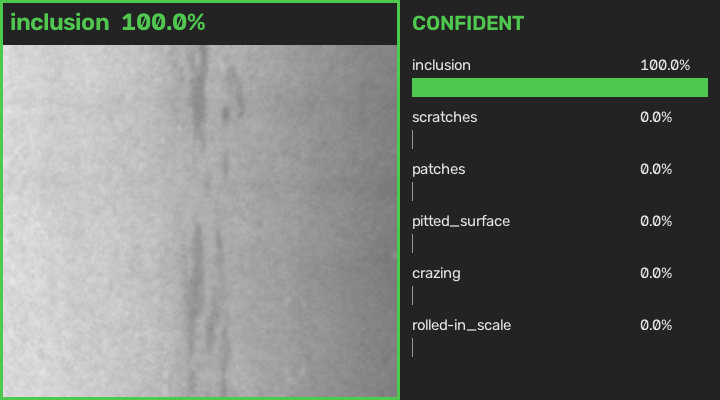 inclusion 100.0%
CONFIDENT
inclusion 100.0%
scratches 0.0%
patches 0.0%
pitted_surface 0.0%
crazing 0.0%
rolled-in_scale 0.0%